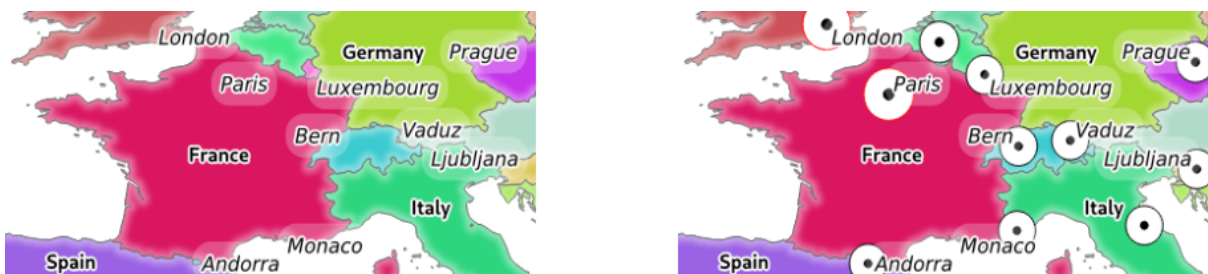 London
Germany
Prague
Paris
Luxembourg
Bern
Vaduz
France
Ljubljana
Italy
Monaco
Spain
Andorra
London
Germany
Prague
Paris
Luxembourg
Bern
Vaduz
France
Ljubljana
Italy
Monaco
Spain
Andorra